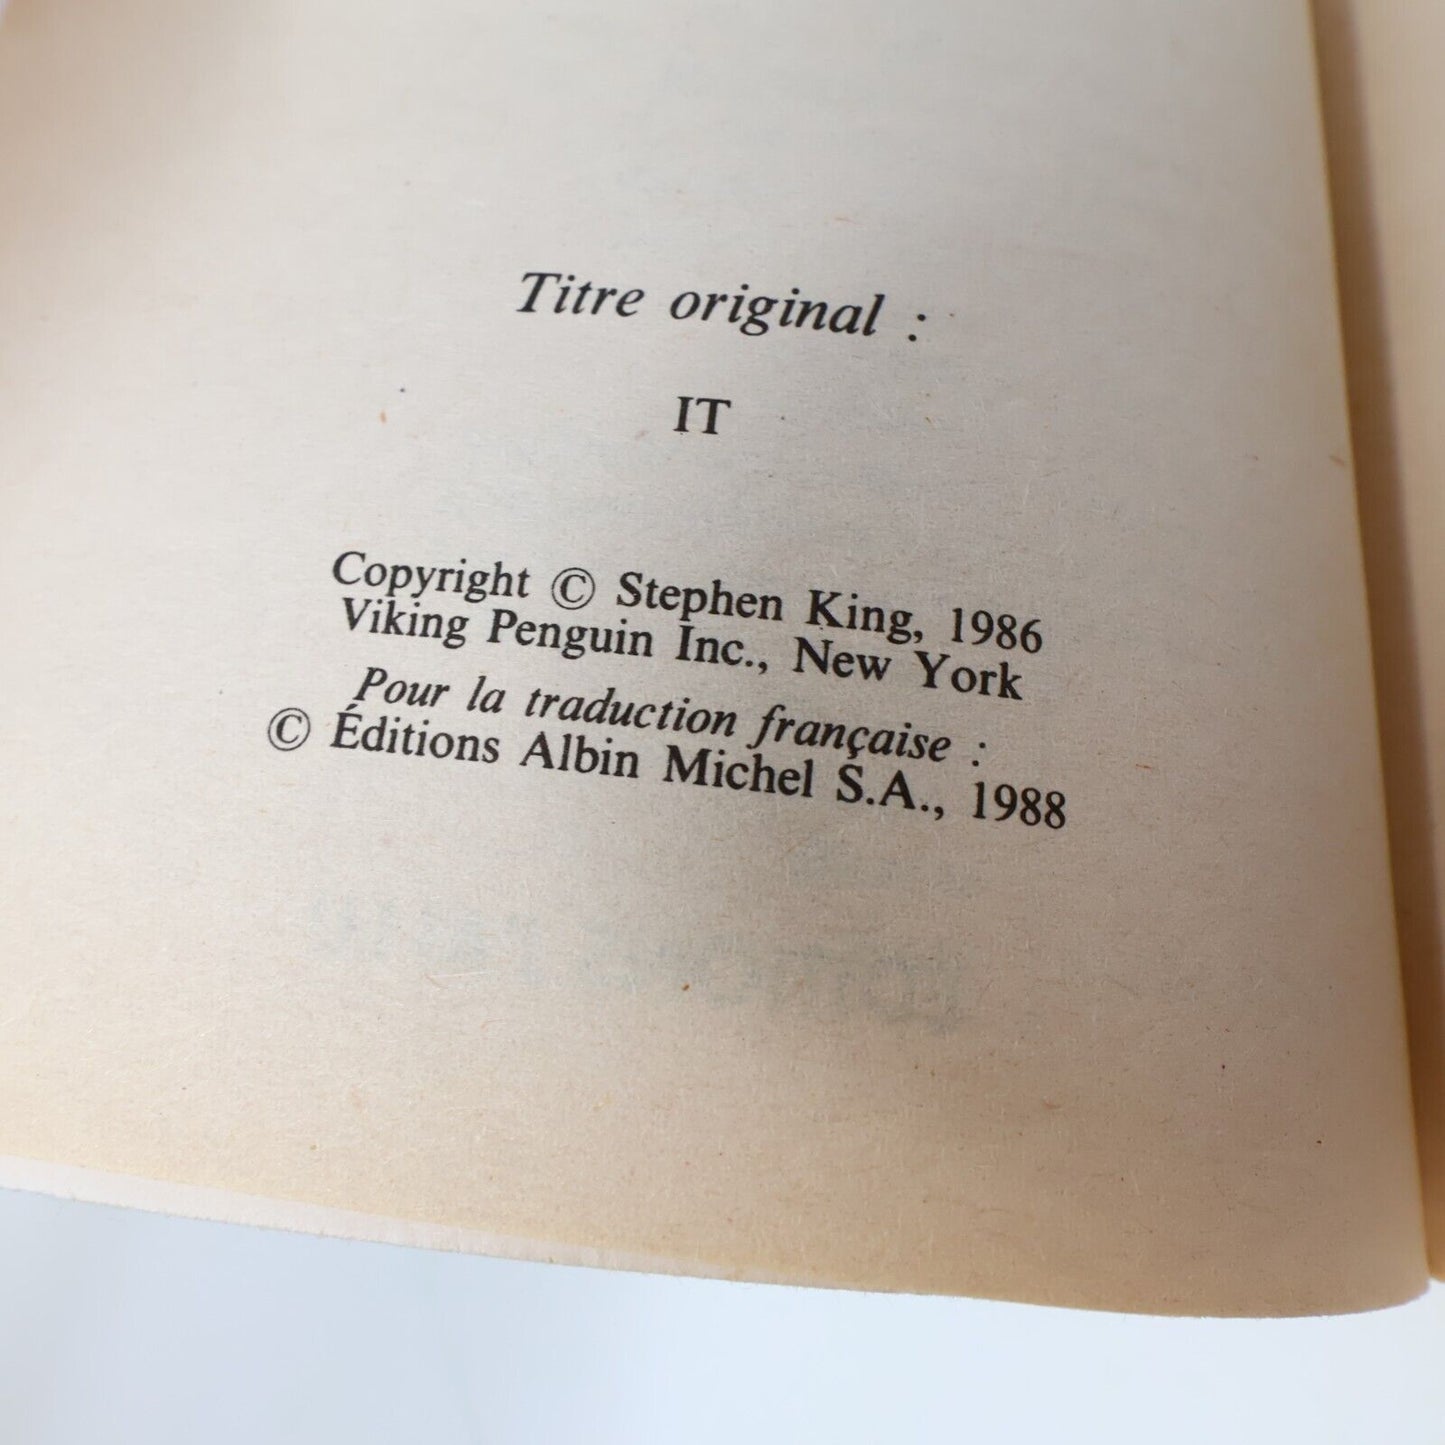 Titre original :
IT
Copyright © Stephen King, 1986
Viking Penguin Inc., New York
Pour la traduction française :
© Éditions Albin Michel S.A., 1988